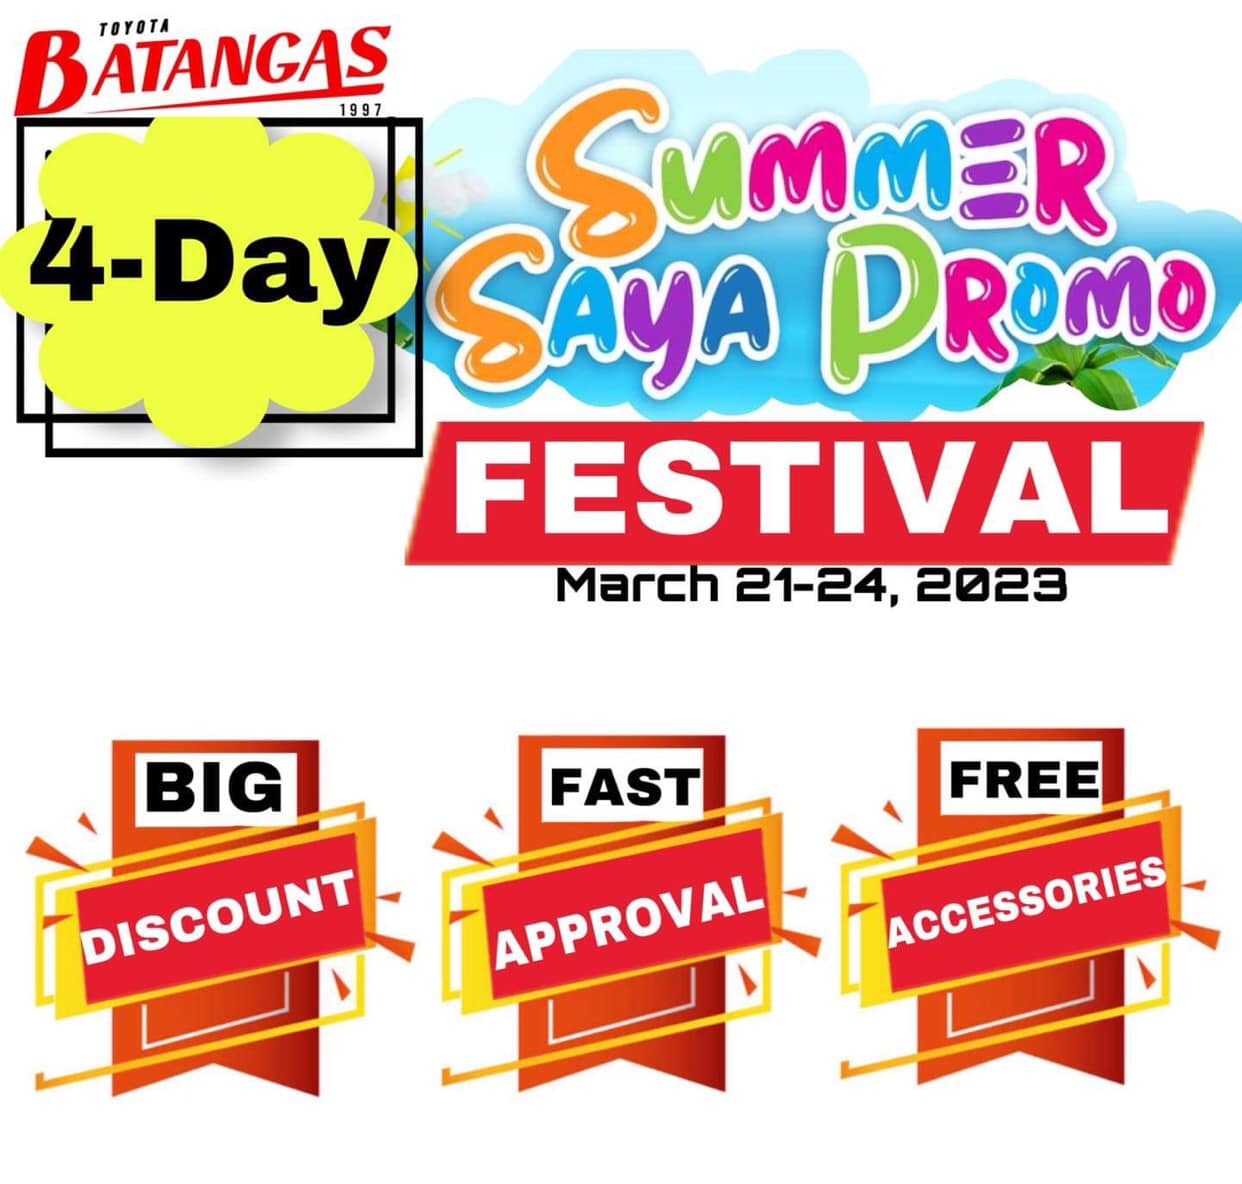 TOYOTA
BATANGAS
1997
4-Day
SUMMER
SAYA PROMO
FESTIVAL
March 21-24, 2023
BIG
DISCOUNT
FAST
APPROVAL
FREE
ACCESSORIES